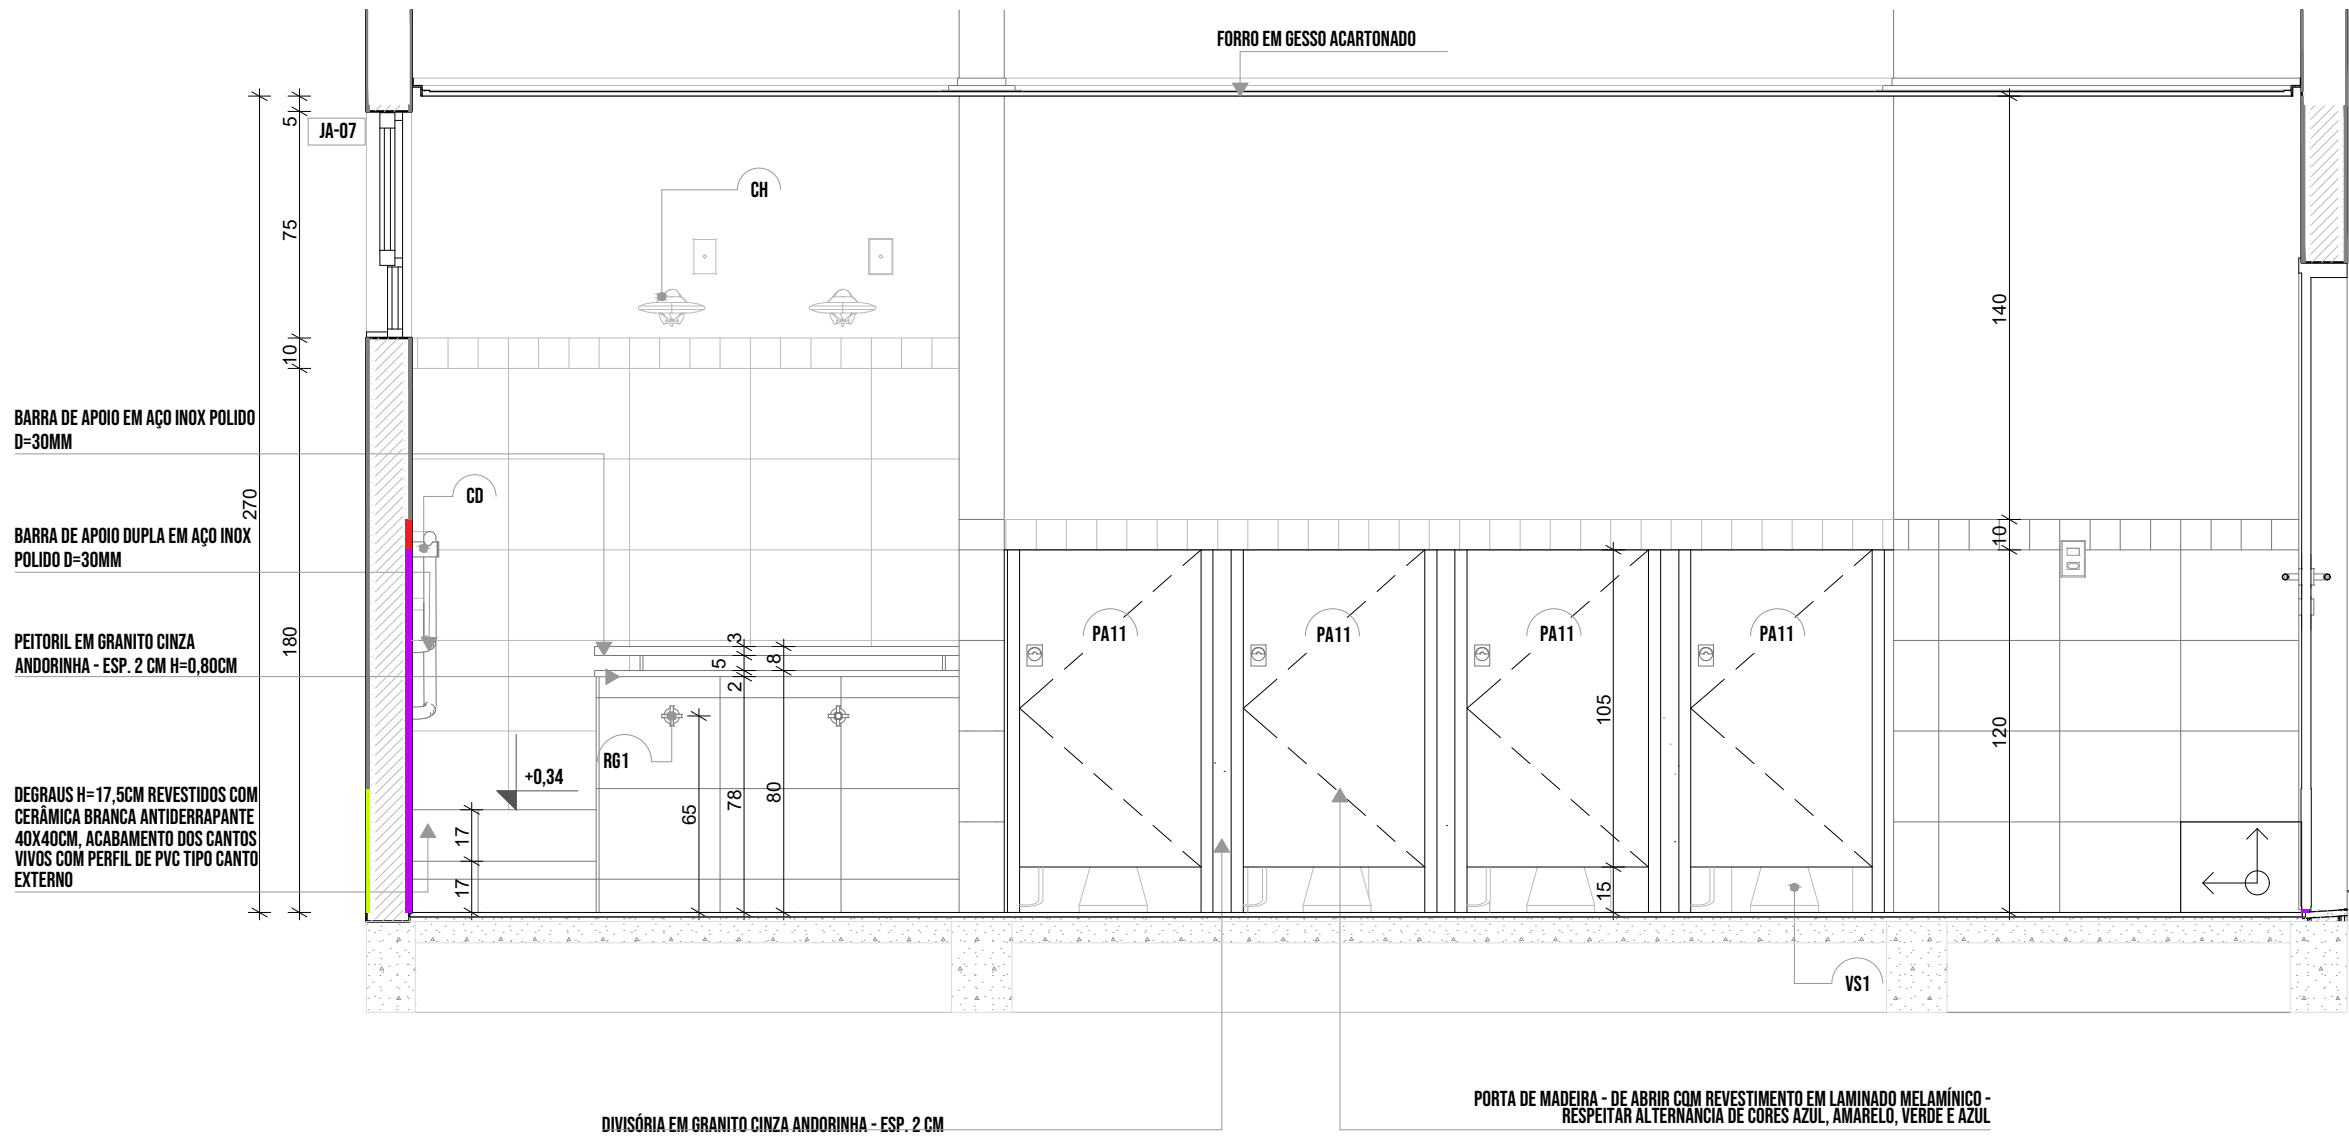 FORRO EM GESSO ACARTONADO
JA-07
5
75
10
270
180
CH
140
BARRA DE APOIO EM AÇO INOX POLIDO
D=30MM
CD
BARRA DE APOIO DUPLA EM AÇO INOX
POLIDO D=30MM
10
PEITORIL EM GRANITO CINZA
ANDORINHA - ESP. 2 CM H=0,80CM
3
5
8
2
PA11
PA11
PA11
PA11
105
120
RG1
+0,34
65
78
80
DEGRAUS H=17,5CM REVESTIDOS COM
CERÂMICA BRANCA ANTIDERRAPANTE
40X40CM, ACABAMENTO DOS CANTOS
VIVOS COM PERFIL DE PVC TIPO CANTO
EXTERNO
17
17
15
VS1
DIVISÓRIA EM GRANITO CINZA ANDORINHA - ESP. 2 CM
PORTA DE MADEIRA - DE ABRIR COM REVESTIMENTO EM LAMINADO MELAMÍNICO -
RESPEITAR ALTERNÂNCIA DE CORES AZUL, AMARELO, VERDE E AZUL